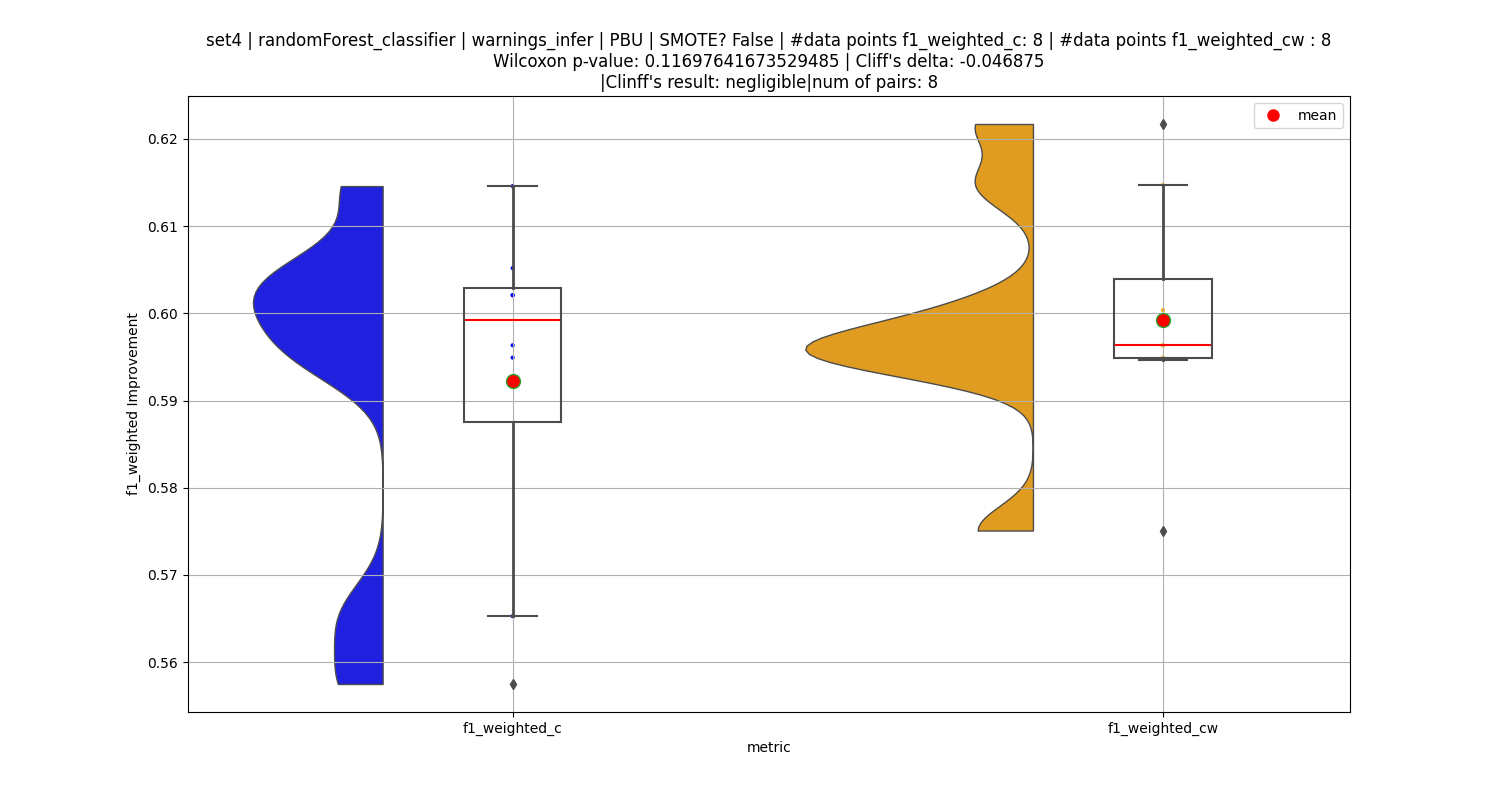 set4 | randomForest_classifier | warnings_infer | PBU | SMOTE? False | #data points f1_weighted_c: 8 | #data points f1_weighted_cw : 8
Wilcoxon p-value: 0.11697641673529485 | Cliff's delta: -0.046875
|Clinff's result: negligible|num of pairs: 8
mean
0.62
0.61
0.60
0.59
0.58
0.57
0.56
f1_weighted Improvement
f1_weighted_c
f1_weighted_cw
metric